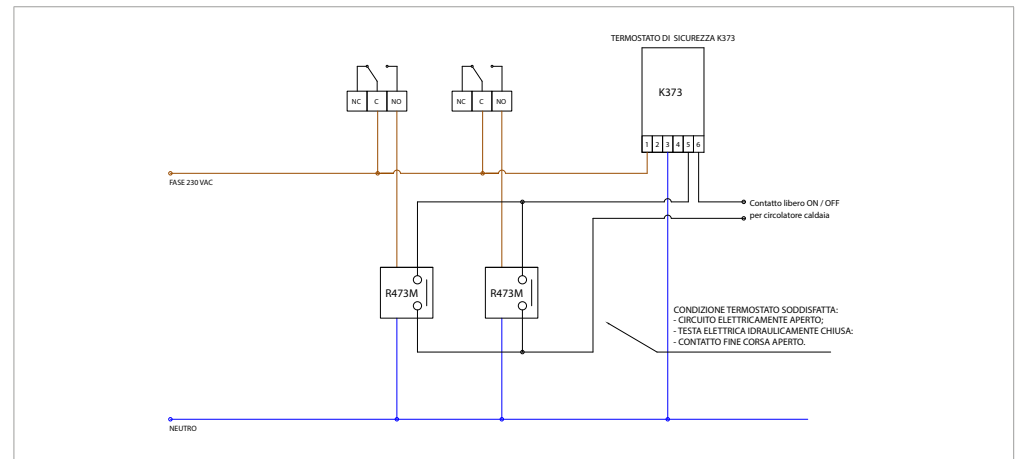 TERMOSTATO DI SICUREZZA K373
K373
NC C NO
NC C NO
1 2 3 4 5 6
FASE 230 VAC
Contatto libero ON / OFF
per circolatore caldaia
R473M
R473M
CONDIZIONE TERMOSTATO SODDISFATTA:
- CIRCUITO ELETTRICAMENTE APERTO;
- TESTA ELETTRICA IDRAULICAMENTE CHIUSA:
- CONTATTO FINE CORSA APERTO.
NEUTRO